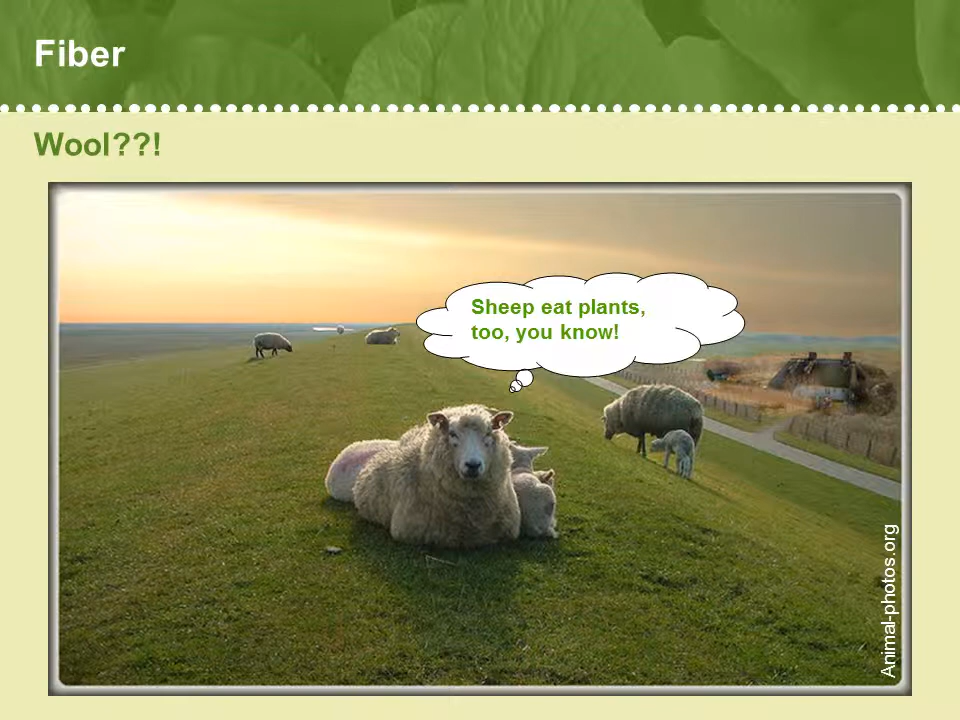 Fiber
Wool??!
Sheep eat plants,
too, you know!
Animal-photos.org